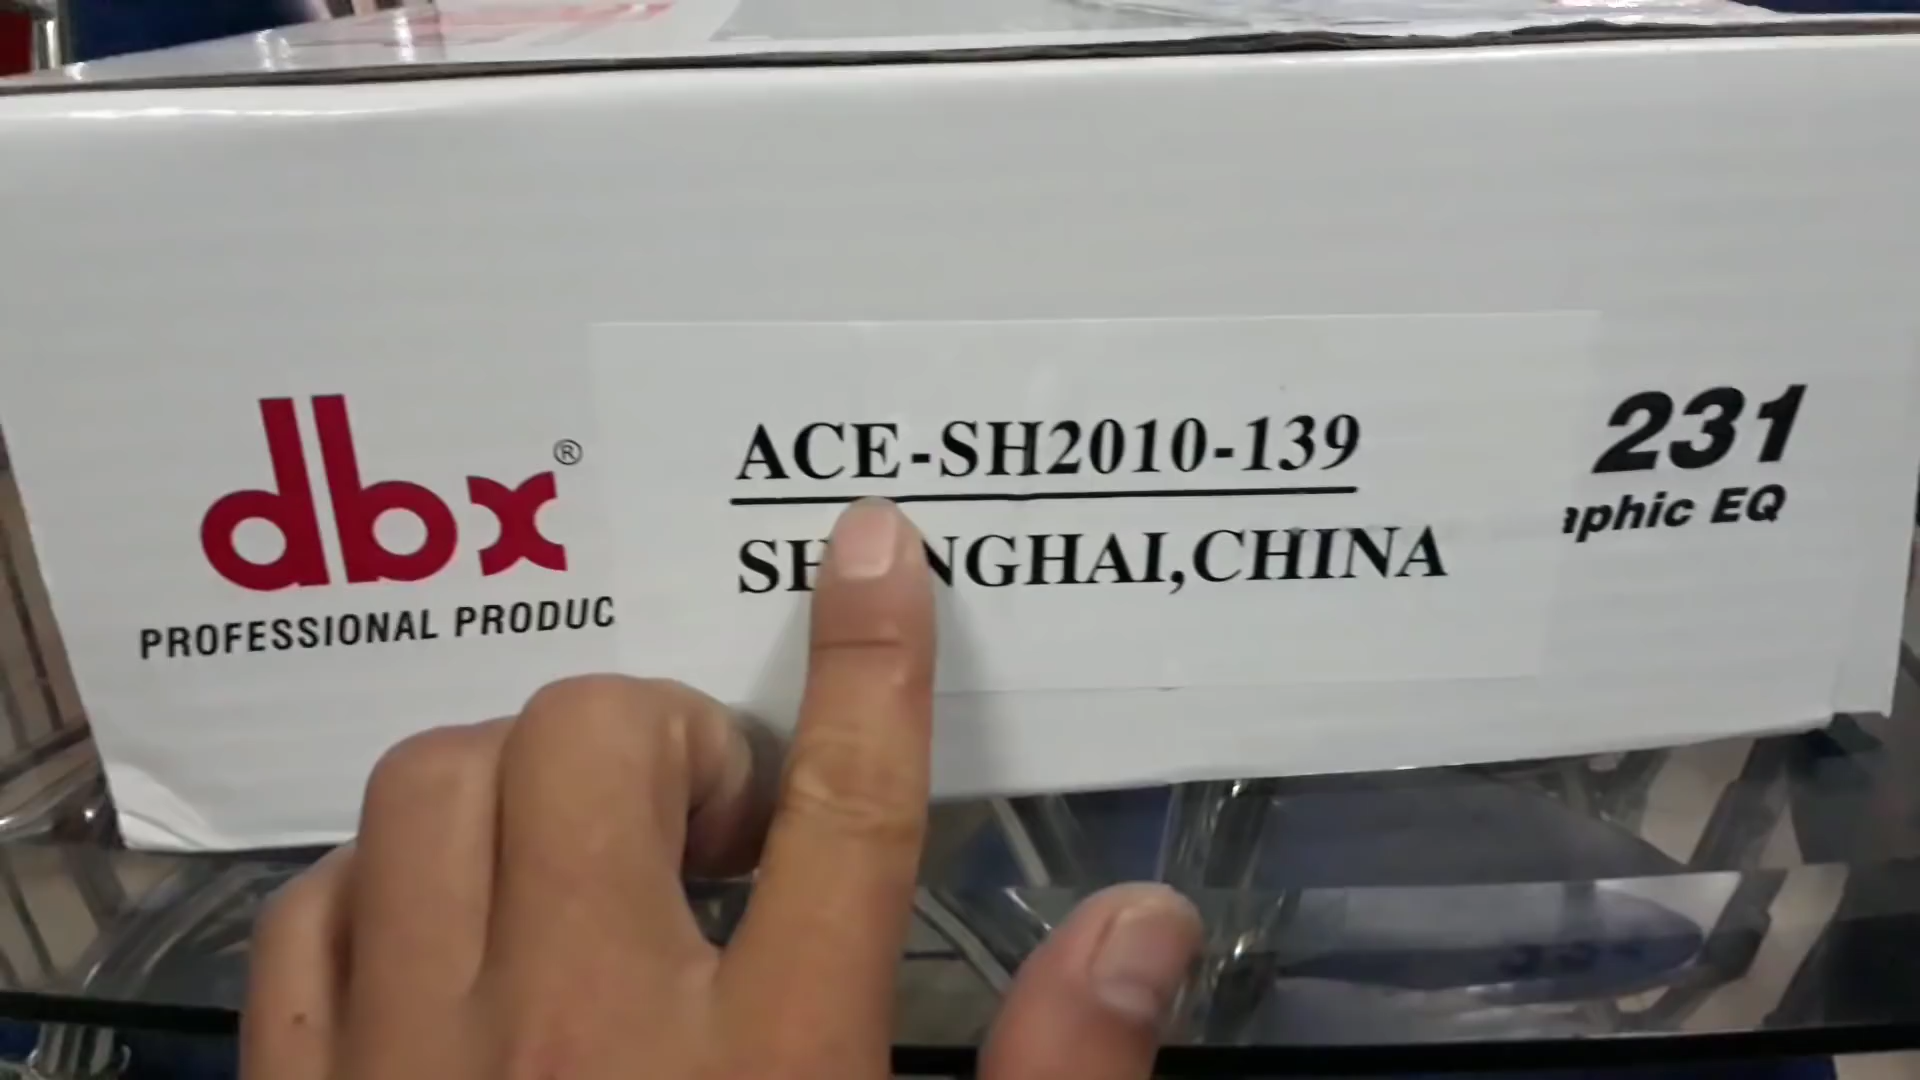 dbx®
PROFESSIONAL PRODUC
ACE-SH2010-139
SHANGHAI,CHINA
231
aphic EQ